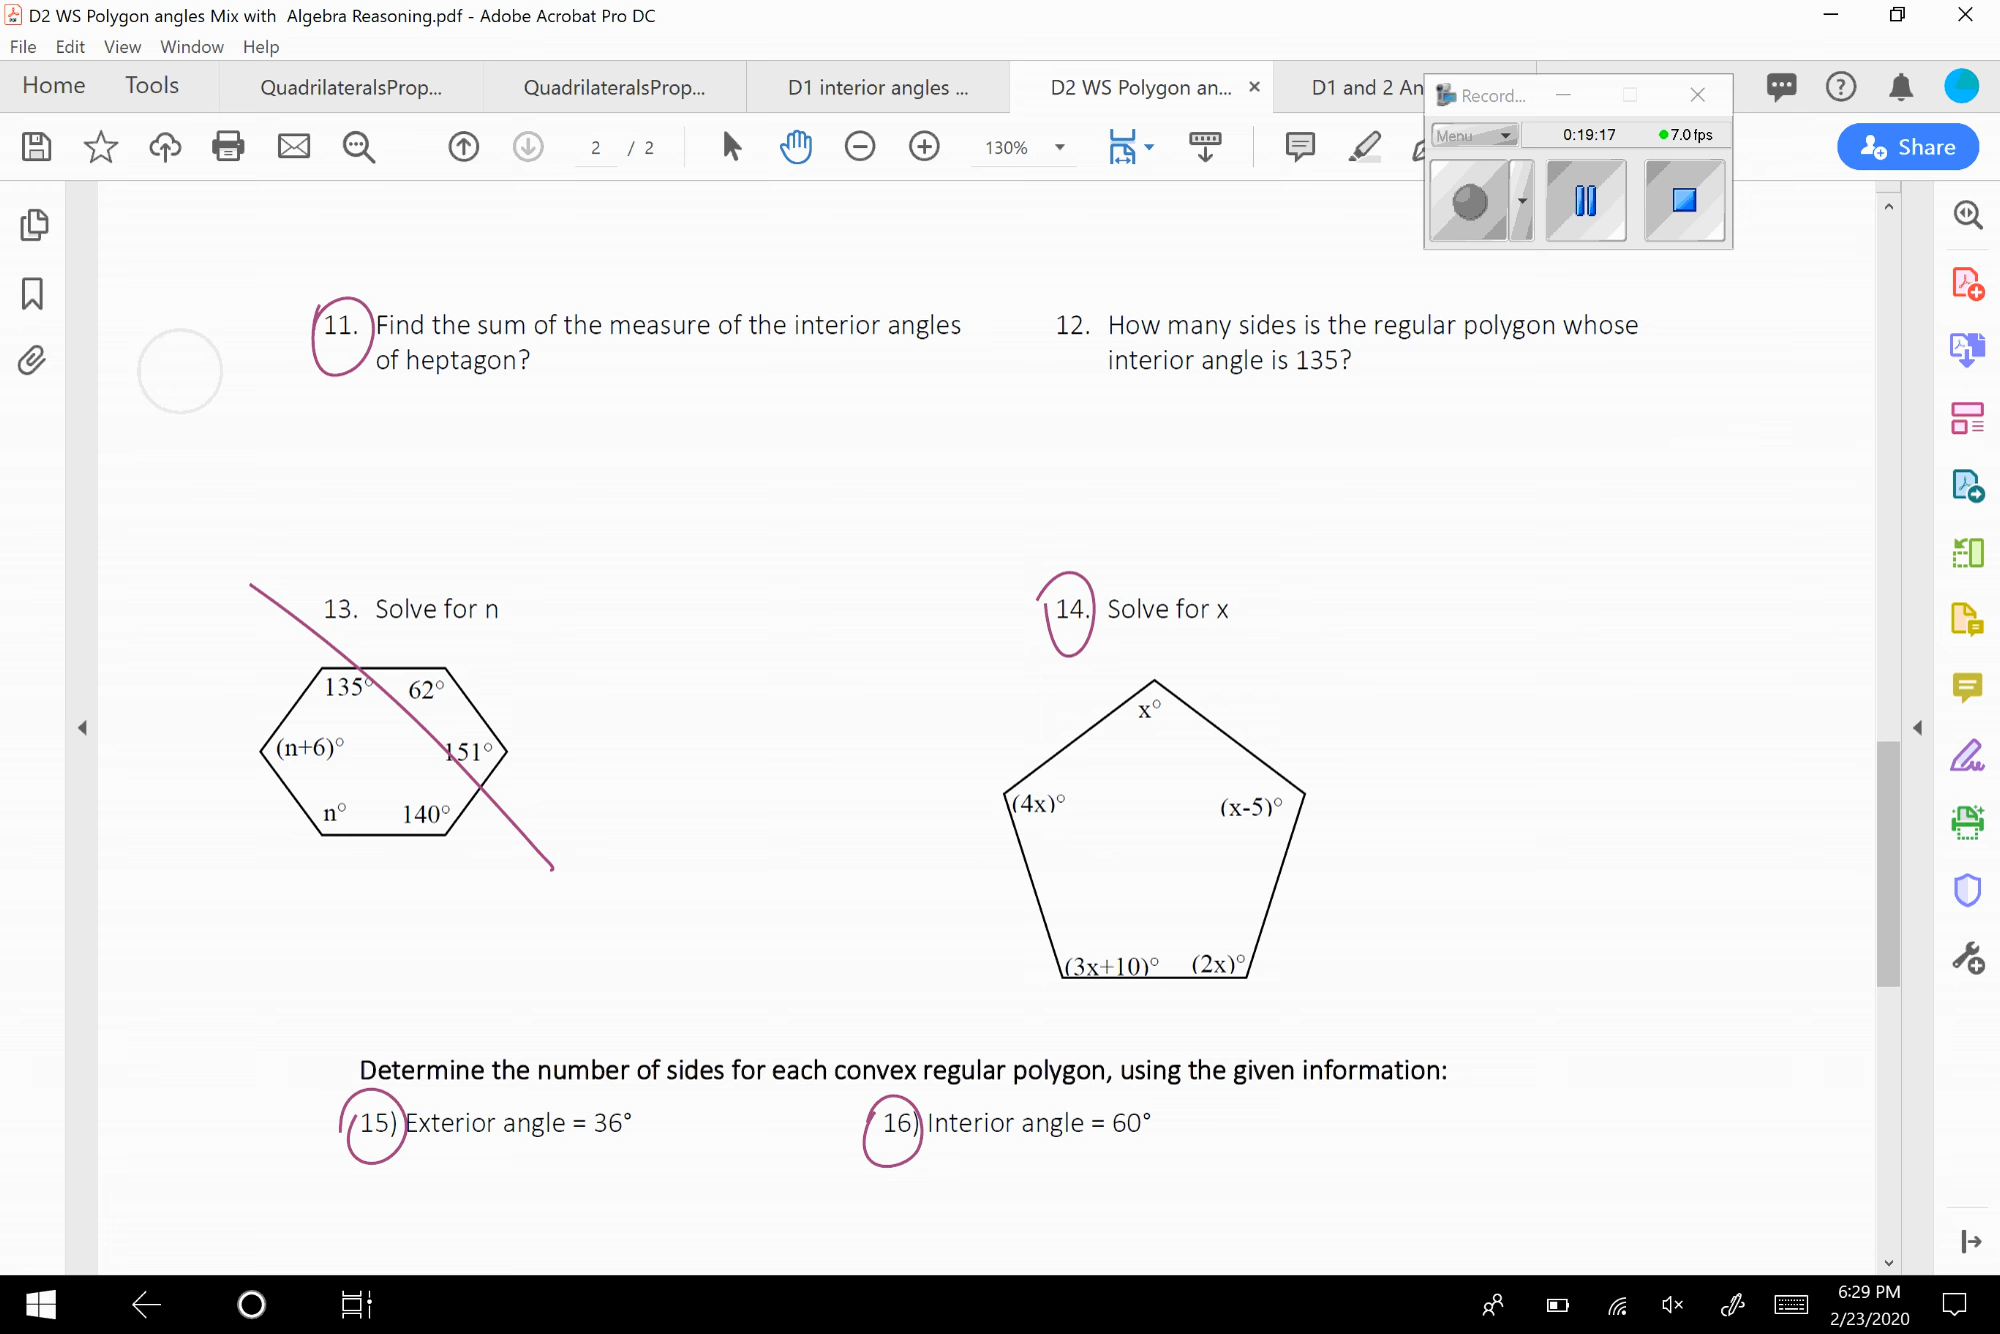 D2 WS Polygon angles Mix with  Algebra Reasoning.pdf - Adobe Acrobat Pro DC
File Edit View Window Help
Home Tools QuadrilateralsProp... QuadrilateralsProp... D1 interior angles ... D2 WS Polygon an... × D1 and 2 An
Record...
Menu 0:19:17 7.0 fps
2 / 2 130% Share
11. Find the sum of the measure of the interior angles
of heptagon?
12. How many sides is the regular polygon whose
interior angle is 135?
13. Solve for n
135° 62°
(n+6)° 151°
n° 140°
14. Solve for x
x°
(4x)° (x-5)°
(3x+10)° (2x)°
Determine the number of sides for each convex regular polygon, using the given information:
15) Exterior angle = 36° 16) Interior angle = 60°
6:29 PM
2/23/2020